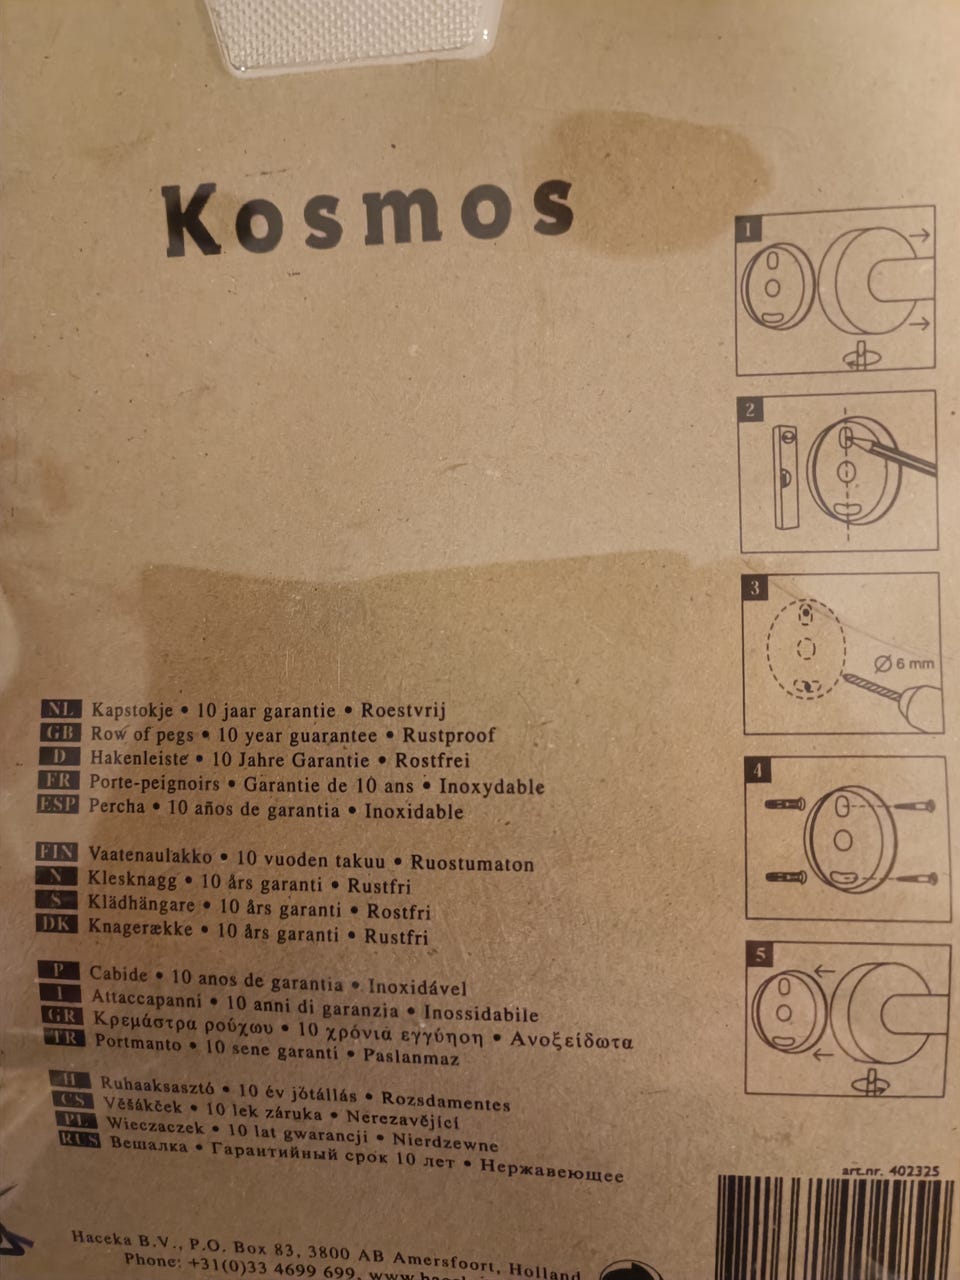 Kosmos
1
2
3
Ø 6 mm
4
5
NL Kapstokje • 10 jaar garantie • Roestvrij
GB Row of pegs • 10 year guarantee • Rustproof
D Hakenleiste • 10 Jahre Garantie • Rostfrei
FR Porte-peignoirs • Garantie de 10 ans • Inoxydable
ESP Percha • 10 años de garantia • Inoxidable
FIN Vaatenaulakko • 10 vuoden takuu • Ruostumaton
N Klesknagg • 10 års garanti • Rustfri
S Klädhängare • 10 års garanti • Rostfri
DK Knagerække • 10 års garanti • Rustfri
P Cabide • 10 anos de garantia • Inoxidável
I Attaccapanni • 10 anni di garanzia • Inossidabile
GR Κρεμάστρα ρούχωυ • 10 χρόνια εγγύηοη • Ανοξείδωτα
TR Portmanto • 10 sene garanti • Paslanmaz
H Ruhaaksasztó • 10 év jótállás • Rozsdamentes
CS Věšákček • 10 lek záruka • Nerezavějící
PL Wieczaczek • 10 lat gwarancji • Nierdzewne
RUS Вешалка • Гарантийный срок 10 лет • Нержавеющее
art.nr. 402325
Haceka B.V., P.O. Box 83, 3800 AB Amersfoort, Holland
Phone: +31(0)33 4699 699,